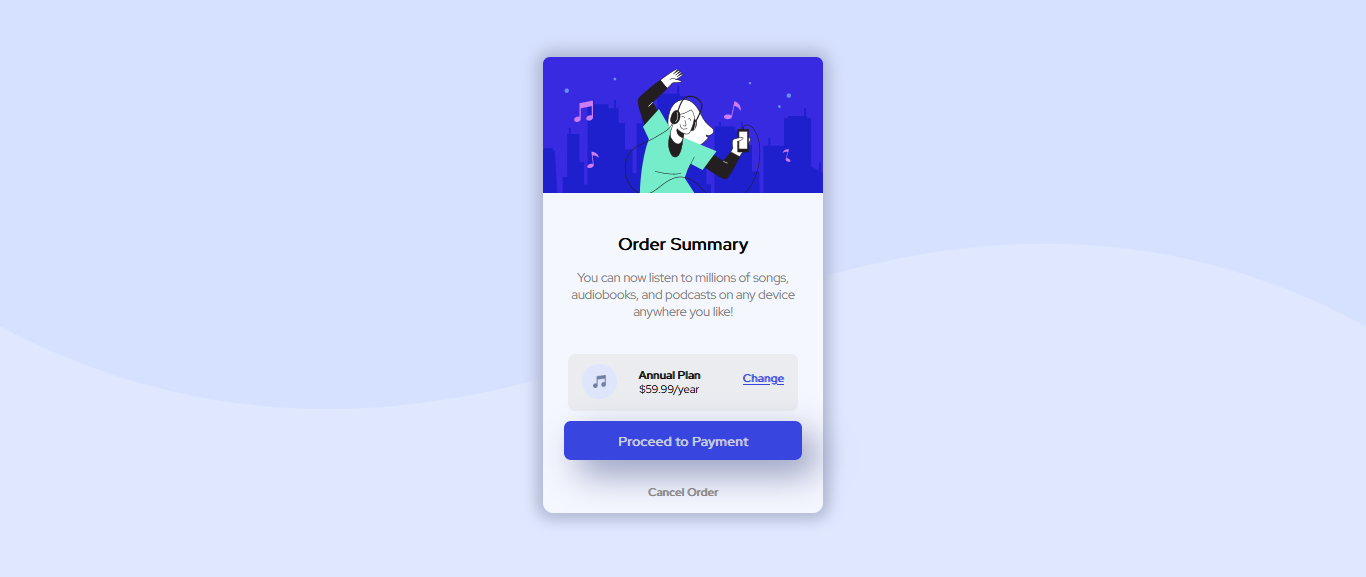 Order Summary
You can now listen to millions of songs,
audiobooks, and podcasts on any device
anywhere you like!
Annual Plan
$59.99/year
Change
Proceed to Payment
Cancel Order